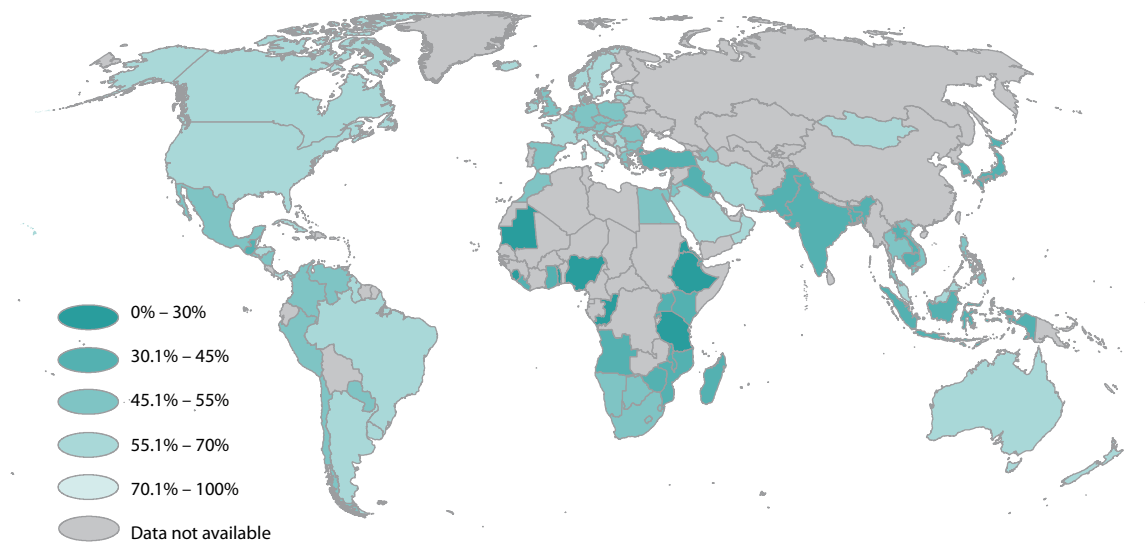 0% – 30%
30.1% – 45%
45.1% – 55%
55.1% – 70%
70.1% – 100%
Data not available